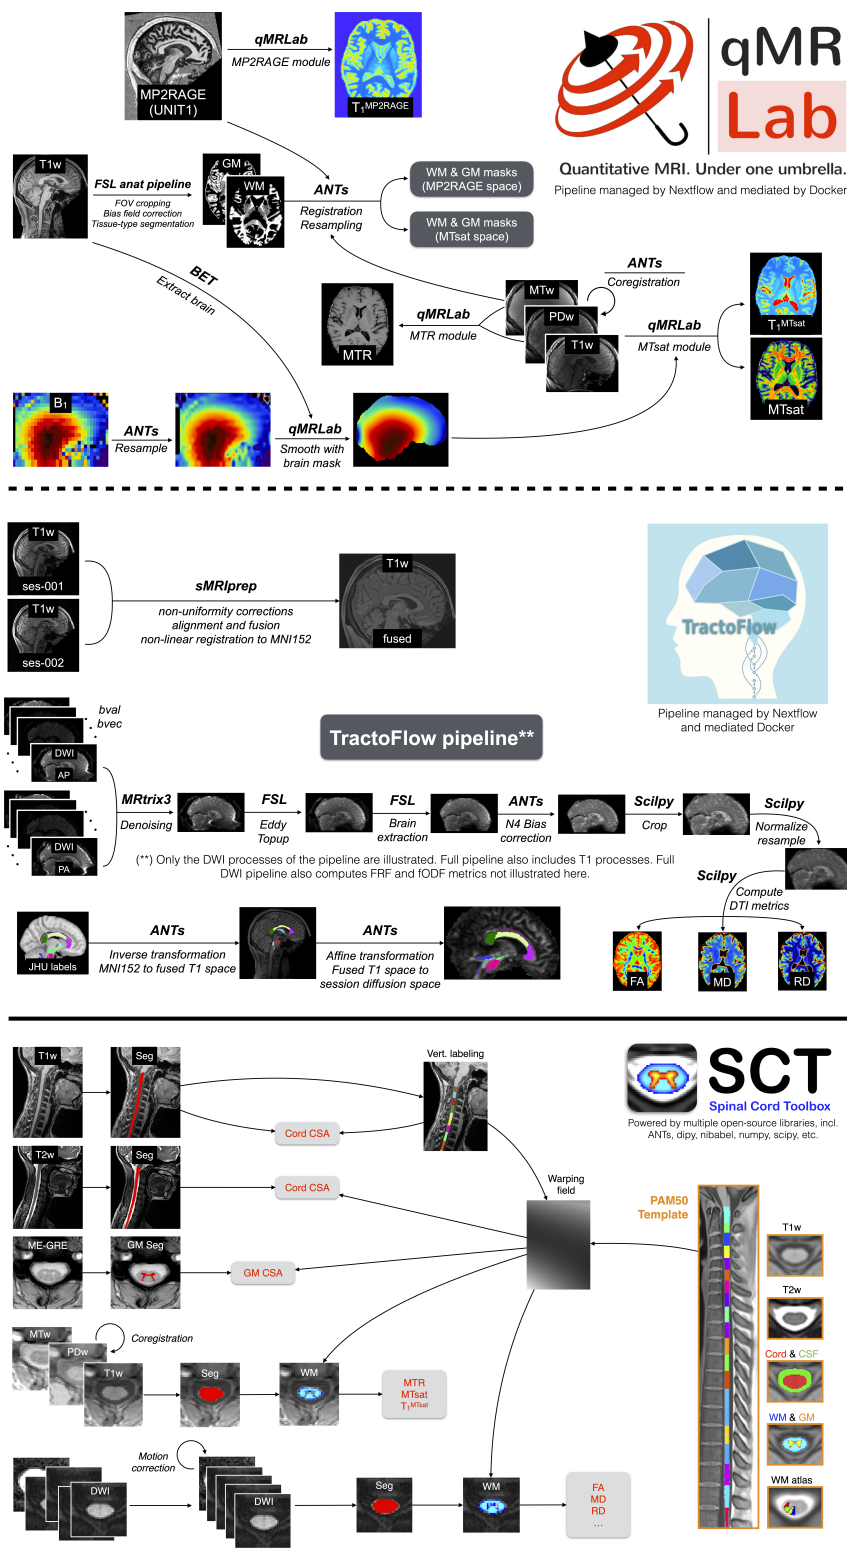 MP2RAGE
(UNIT1)
qMRLab
MP2RAGE module
T1MP2RAGE
qMR
Lab
Quantitative MRI. Under one umbrella.
Pipeline managed by Nextflow and mediated by Docker
T1w
FSL anat pipeline
FOV cropping
Bias field correction
Tissue-type segmentation
GM
WM
ANTs
Registration
Resampling
WM & GM masks
(MP2RAGE space)
WM & GM masks
(MTsat space)
BET
Extract brain
MTR
qMRLab
MTR module
MTw
PDw
T1w
ANTs
Coregistration
qMRLab
MTsat module
T1MTsat
MTsat
B1
ANTs
Resample
qMRLab
Smooth with
brain mask
T1w
ses-001
T1w
ses-002
sMRIprep
non-uniformity corrections
alignment and fusion
non-linear registration to MNI152
T1w
fused
TractoFlow
Pipeline managed by Nextflow
and mediated Docker
bval
bvec
DWI
AP
DWI
PA
TractoFlow pipeline**
MRtrix3
Denoising
FSL
Eddy
Topup
FSL
Brain
extraction
ANTs
N4 Bias
correction
Scilpy
Crop
Scilpy
Normalize
resample
(**) Only the DWI processes of the pipeline are illustrated. Full pipeline also includes T1 processes. Full
DWI pipeline also computes FRF and fODF metrics not illustrated here.
Scilpy
Compute
DTI metrics
FA
MD
RD
JHU labels
ANTs
Inverse transformation
MNI152 to fused T1 space
ANTs
Affine transformation
Fused T1 space to
session diffusion space
T1w
Seg
Vert. labeling
Cord CSA
SCT
Spinal Cord Toolbox
Powered by multiple open-source libraries, incl.
ANTs, dipy, nibabel, numpy, scipy, etc.
T2w
Seg
Cord CSA
Warping
field
PAM50
Template
T1w
T2w
Cord & CSF
WM & GM
WM atlas
ME-GRE
GM Seg
GM CSA
MTw
PDw
T1w
Coregistration
Seg
WM
MTR
MTsat
T1MTsat
Motion
correction
DWI
DWI
Seg
WM
FA
MD
RD
...